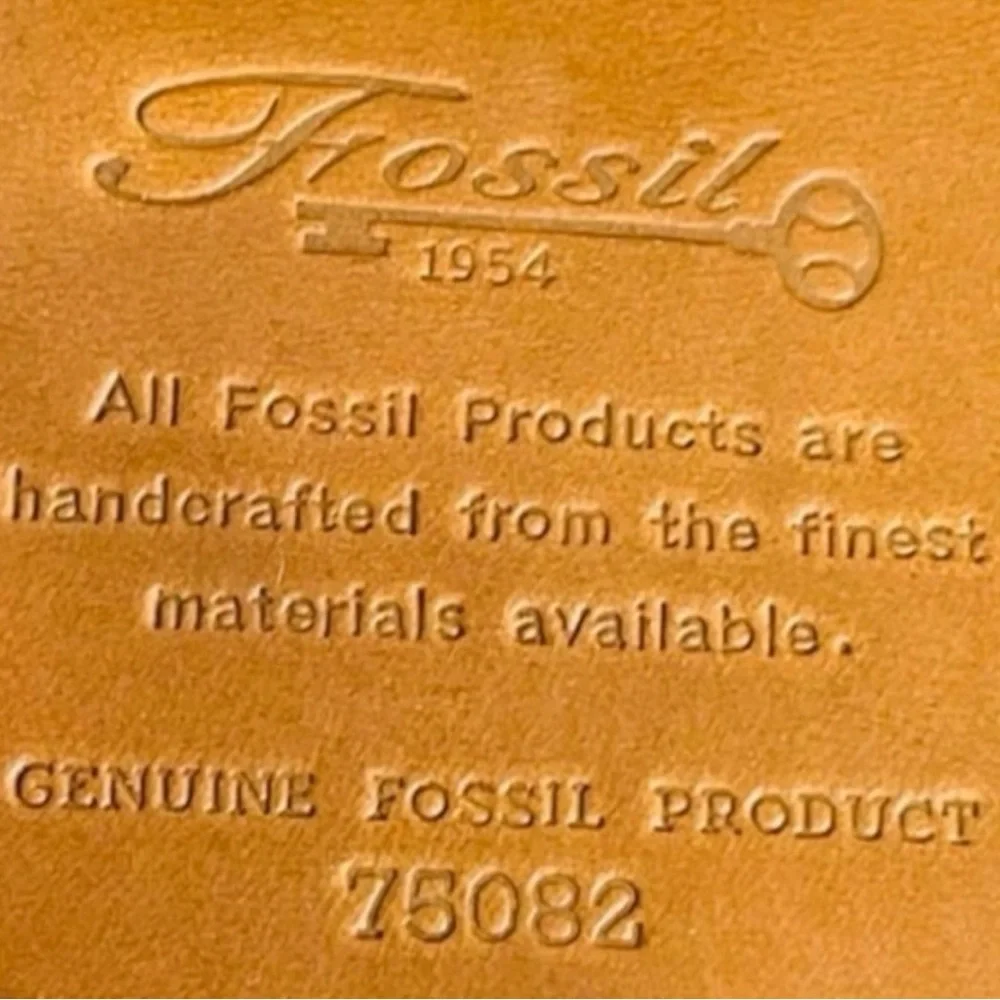 Fossil
1954
All Fossil Products are
handcrafted from the finest
materials available.
GENUINE FOSSIL PRODUCT
75082